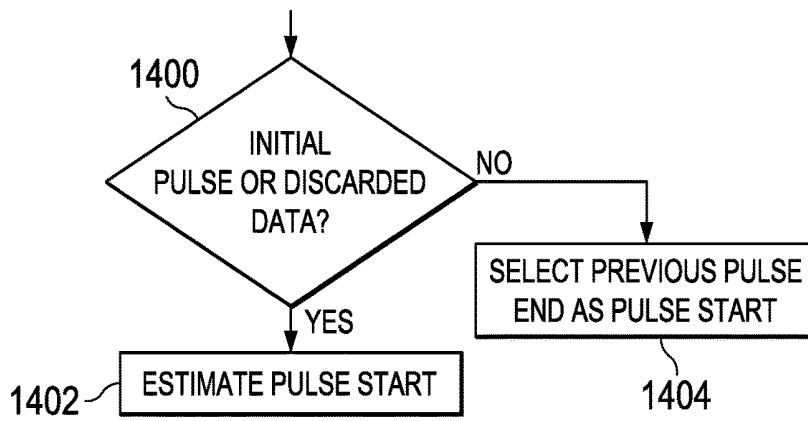 1400
INITIAL
PULSE OR DISCARDED
DATA?
NO
SELECT PREVIOUS PULSE
END AS PULSE START
YES
ESTIMATE PULSE START
1402
1404